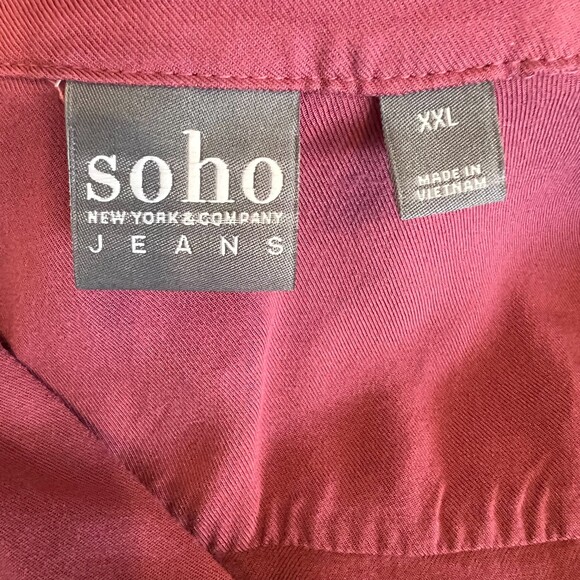 soho
NEW YORK & COMPANY
JEANS
XXL
MADE IN
VIETNAM